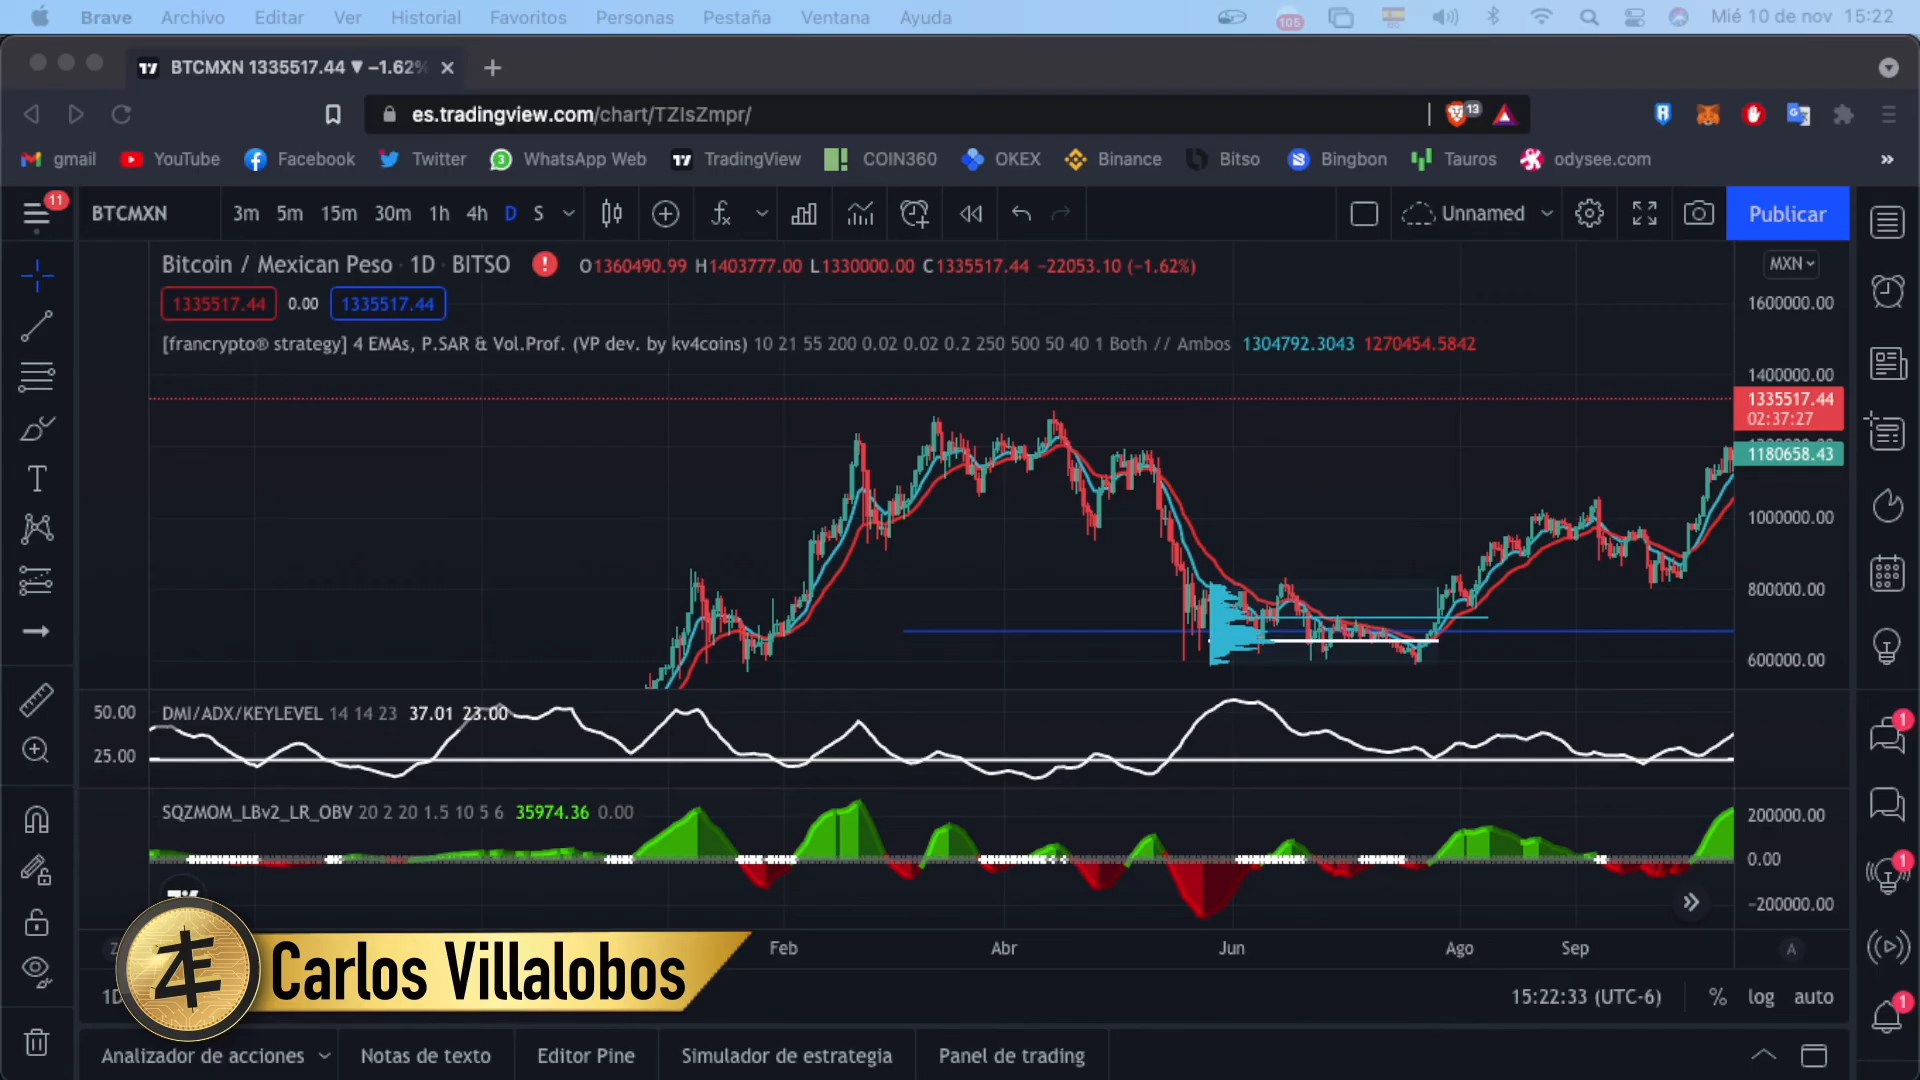 Brave Archivo Editar Ver Historial Favoritos Personas Pestaña Ventana Ayuda 105 Mié 10 de nov 15:22
BTCMXN 1335517.44 ▼ −1.62%
es.tradingview.com/chart/TZIsZmpr/ 13
gmail YouTube Facebook Twitter 3 WhatsApp Web TradingView COIN360 OKEX Binance Bitso Bingbon Tauros odysee.com »
11 BTCMXN 3m 5m 15m 30m 1h 4h D S Unnamed Publicar
Bitcoin / Mexican Peso · 1D · BITSO O1360490.99 H1403777.00 L1330000.00 C1335517.44 −22053.10 (−1.62%) MXN
1335517.44 0.00 1335517.44 1600000.00
[francrypto® strategy] 4 EMAs, P.SAR & Vol.Prof. (VP dev. by kv4coins) 10 21 55 200 0.02 0.02 0.2 250 500 50 40 1 Both // Ambos 1304792.3043 1270454.5842
1400000.00
1335517.44
02:37:27
1180658.43
1000000.00
800000.00
600000.00
50.00 DMI/ADX/KEYLEVEL 14 14 23 37.01 23.00
25.00
SQZMOM_LBv2_LR_OBV 20 2 20 1.5 10 5 6 35974.36 0.00 200000.00
0.00
−200000.00
Feb Abr Jun Ago Sep A
Carlos Villalobos
15:22:33 (UTC-6) % log auto
Analizador de acciones Notas de texto Editor Pine Simulador de estrategia Panel de trading